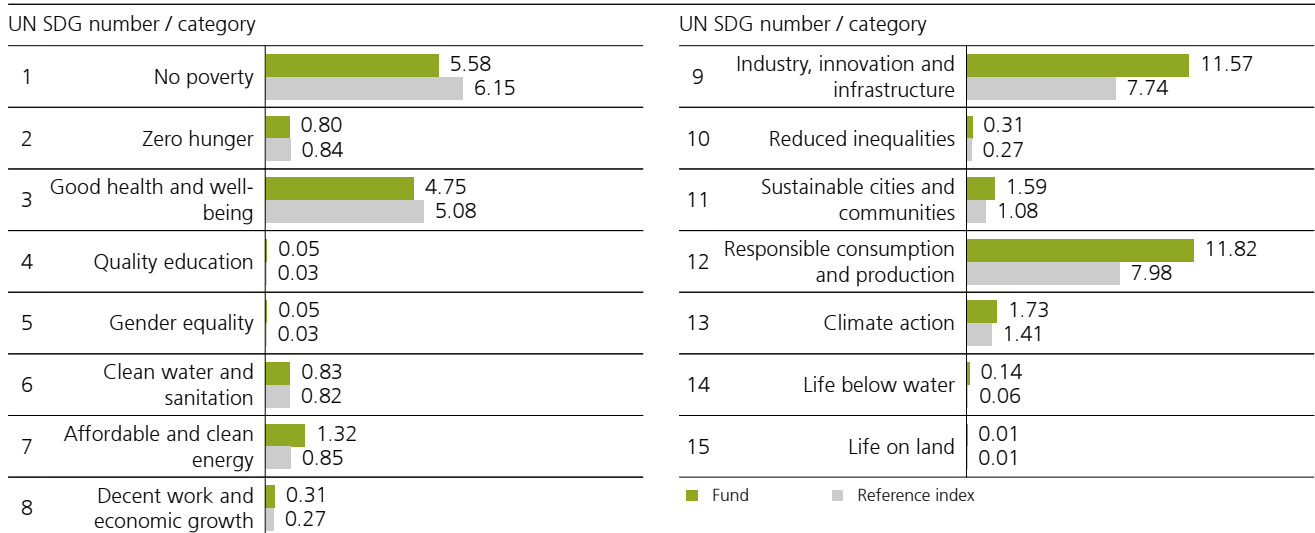 UN SDG number / category
1 No poverty 5.58
6.15
2 Zero hunger 0.80
0.84
3 Good health and well-
being 4.75
5.08
4 Quality education 0.05
0.03
5 Gender equality 0.05
0.03
6 Clean water and
sanitation 0.83
0.82
7 Affordable and clean
energy 1.32
0.85
8 Decent work and
economic growth 0.31
0.27
UN SDG number / category
9 Industry, innovation and
infrastructure 11.57
7.74
10 Reduced inequalities 0.31
0.27
11 Sustainable cities and
communities 1.59
1.08
12 Responsible consumption
and production 11.82
7.98
13 Climate action 1.73
1.41
14 Life below water 0.14
0.06
15 Life on land 0.01
0.01
Fund Reference index